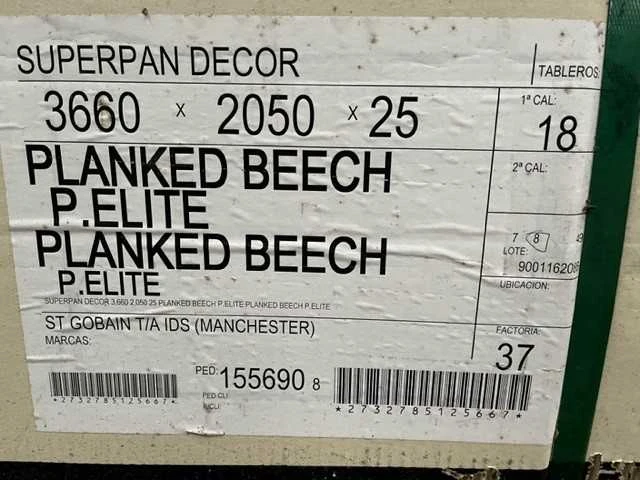 SUPERPAN DECOR
TABLEROS
3660 x 2050 x 25
1ª CAL:
18
PLANKED BEECH
P.ELITE
2ª CAL:
PLANKED BEECH
P.ELITE
7 8
LOTE:
UBICACION:
SUPERPAN DECOR 3.660 2.050 25 PLANKED BEECH P.ELITE-PLANKED BEECH P.ELITE
ST GOBAIN T/A IDS (MANCHESTER)
MARCAS:
FACTORIA:
37
PED: 155690 8
PED CLI
*2732785125667*
*2732785125667*